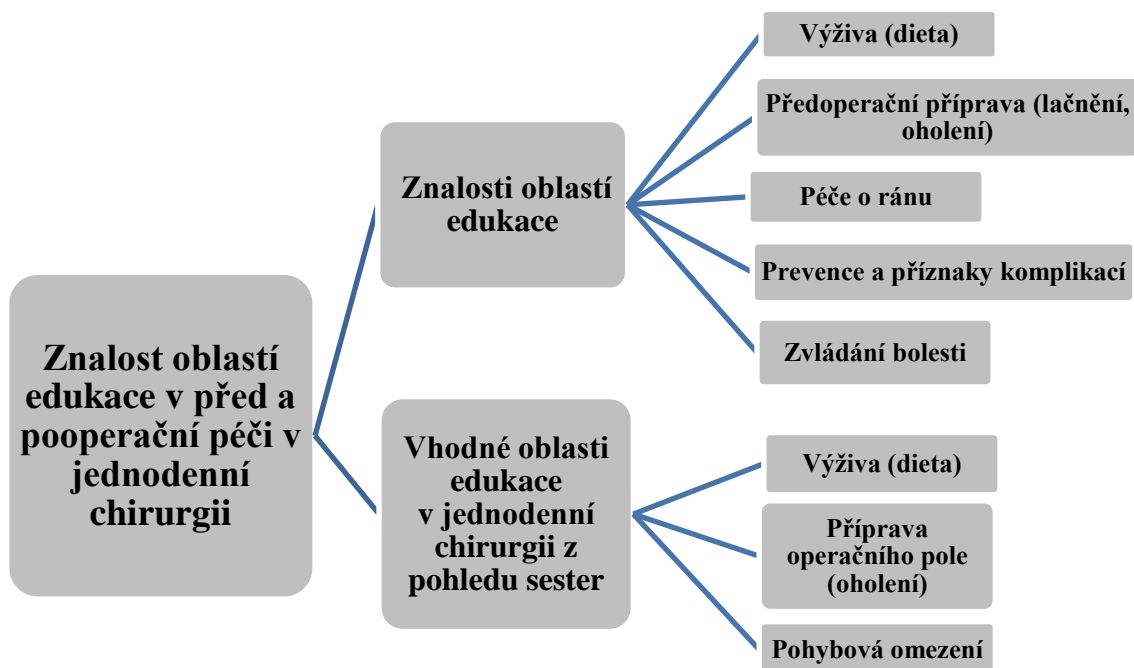 Znalost oblastí
edukace v před a
pooperační péči v
jednodenní
chirurgii
Znalosti oblastí
edukace
Výživa (dieta)
Předoperační příprava (lačnění,
oholení)
Péče o ránu
Prevence a příznaky komplikací
Zvládání bolesti
Vhodné oblasti
edukace
v jednodenní
chirurgii z
pohledu sester
Výživa (dieta)
Příprava
operačního pole
(oholení)
Pohybová omezení